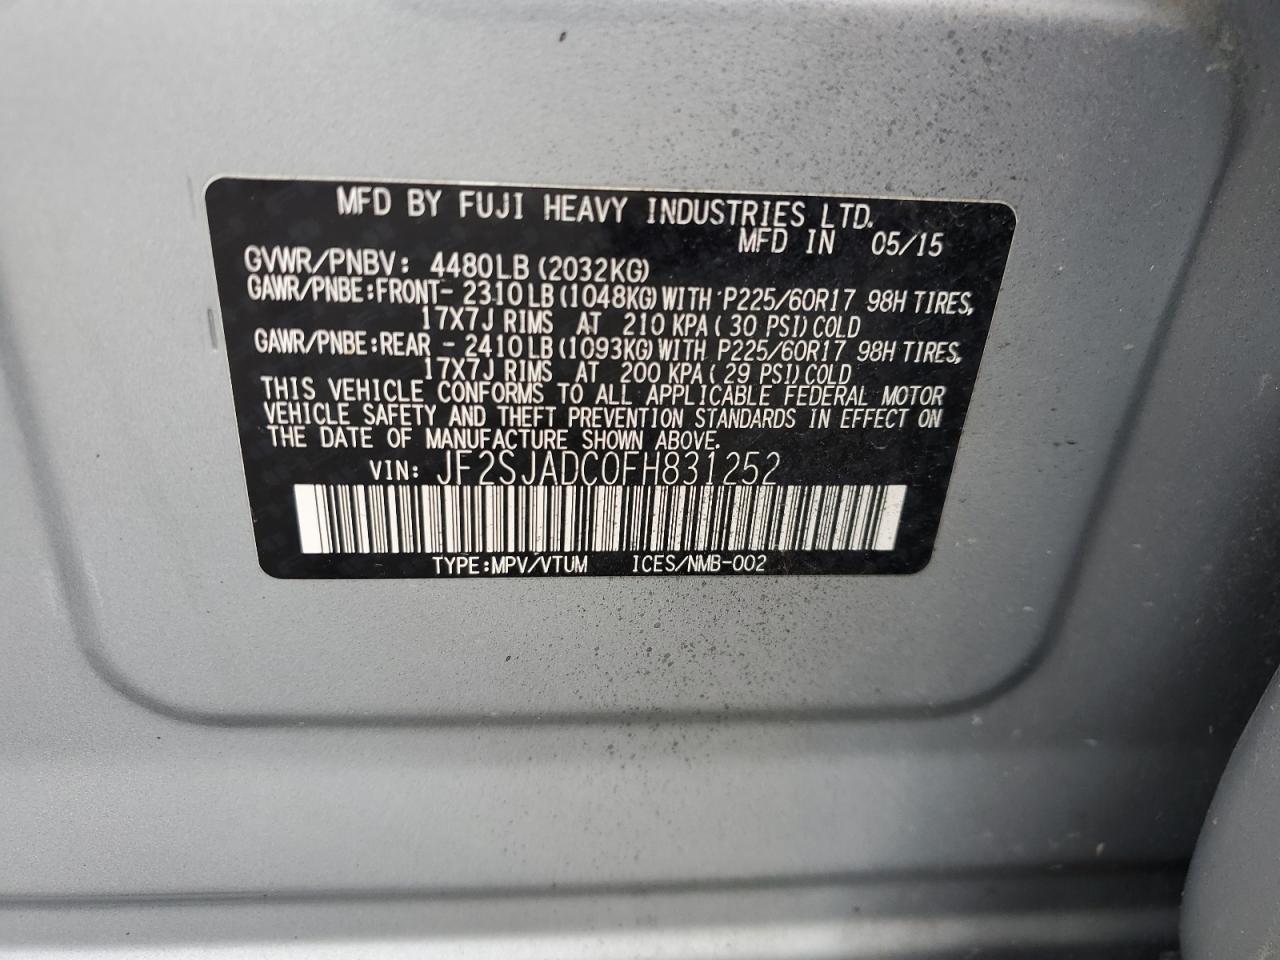 MFD BY FUJI HEAVY INDUSTRIES LTD.
MFD IN 05/15
GVWR/PNBV: 4480LB(2032KG)
GAWR/PNBE:FRONT- 2310LB(1048KG)WITH P225/60R17 98H TIRES,
17X7J RIMS AT 210 KPA(30 PSI)COLD
GAWR/PNBE:REAR - 2410LB(1093KG)WITH P225/60R17 98H TIRES,
17X7J RIMS AT 200 KPA(29 PSI)COLD
THIS VEHICLE CONFORMS TO ALL APPLICABLE FEDERAL MOTOR
VEHICLE SAFETY AND THEFT PREVENTION STANDARDS IN EFFECT ON
THE DATE OF MANUFACTURE SHOWN ABOVE.
VIN: JF2SJADC0FH831252
TYPE:MPV/VTUM ICES/NMB-002